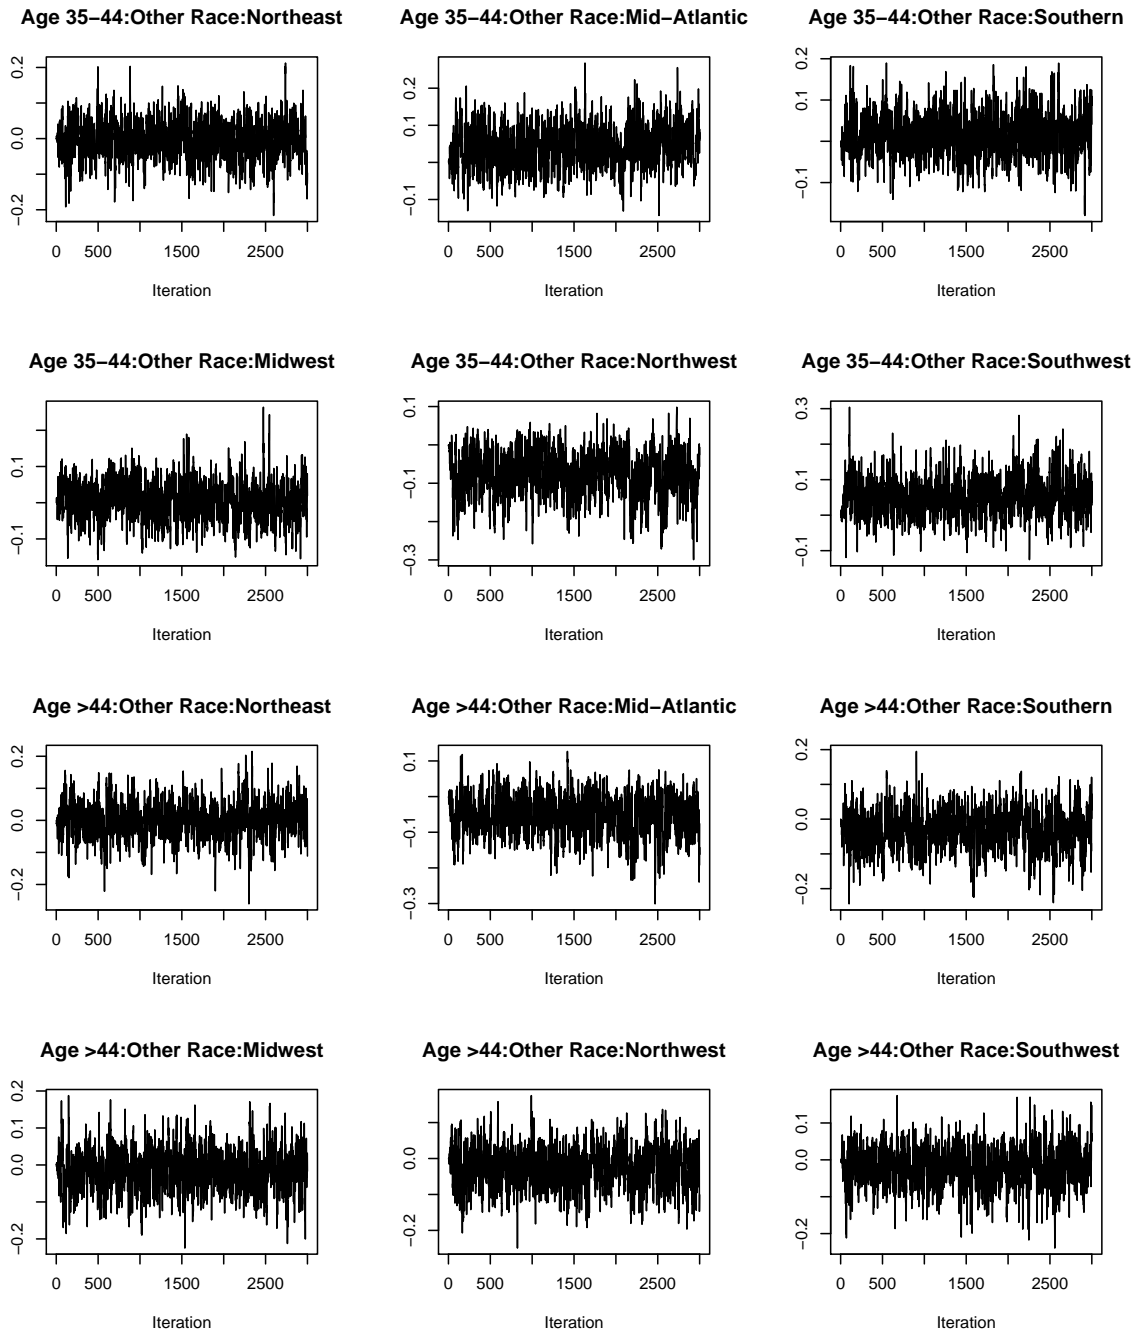 Age 35−44:Other Race:Northeast
Age 35−44:Other Race:Mid−Atlantic
Age 35−44:Other Race:Southern
0.2
0.0
−0.2
0 500 1500 2500
Iteration
0.2
0.1
−0.1
0 500 1500 2500
Iteration
0.2
0.1
−0.1
0 500 1500 2500
Iteration
Age 35−44:Other Race:Midwest
Age 35−44:Other Race:Northwest
Age 35−44:Other Race:Southwest
0.1
−0.1
0 500 1500 2500
Iteration
0.1
−0.1
−0.3
0 500 1500 2500
Iteration
0.3
0.1
−0.1
0 500 1500 2500
Iteration
Age >44:Other Race:Northeast
Age >44:Other Race:Mid−Atlantic
Age >44:Other Race:Southern
0.2
0.0
−0.2
0 500 1500 2500
Iteration
0.1
−0.1
−0.3
0 500 1500 2500
Iteration
0.2
0.0
−0.2
0 500 1500 2500
Iteration
Age >44:Other Race:Midwest
Age >44:Other Race:Northwest
Age >44:Other Race:Southwest
0.2
0.1
0.0
−0.2
0 500 1500 2500
Iteration
0.0
−0.2
0 500 1500 2500
Iteration
0.1
0.0
−0.2
0 500 1500 2500
Iteration